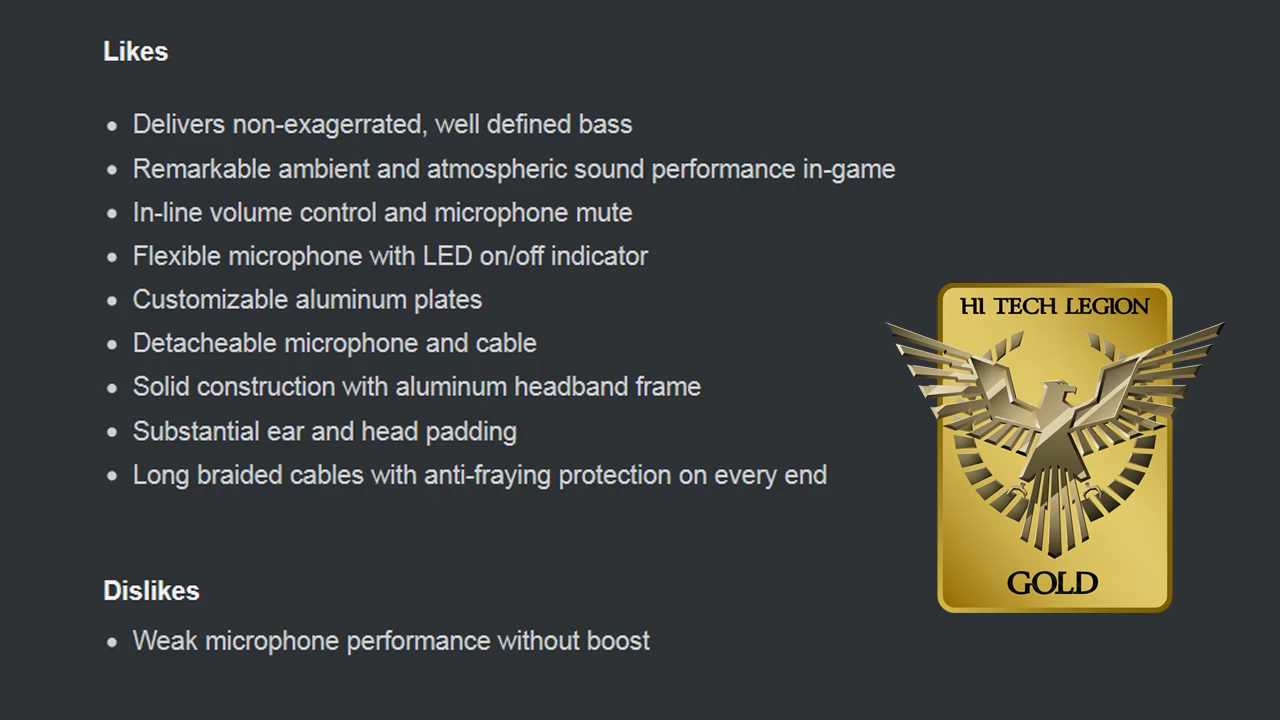 Likes
• Delivers non-exagerrated, well defined bass
• Remarkable ambient and atmospheric sound performance in-game
• In-line volume control and microphone mute
• Flexible microphone with LED on/off indicator
• Customizable aluminum plates
• Detacheable microphone and cable
• Solid construction with aluminum headband frame
• Substantial ear and head padding
• Long braided cables with anti-fraying protection on every end
HI TECH LEGION
GOLD
Dislikes
• Weak microphone performance without boost